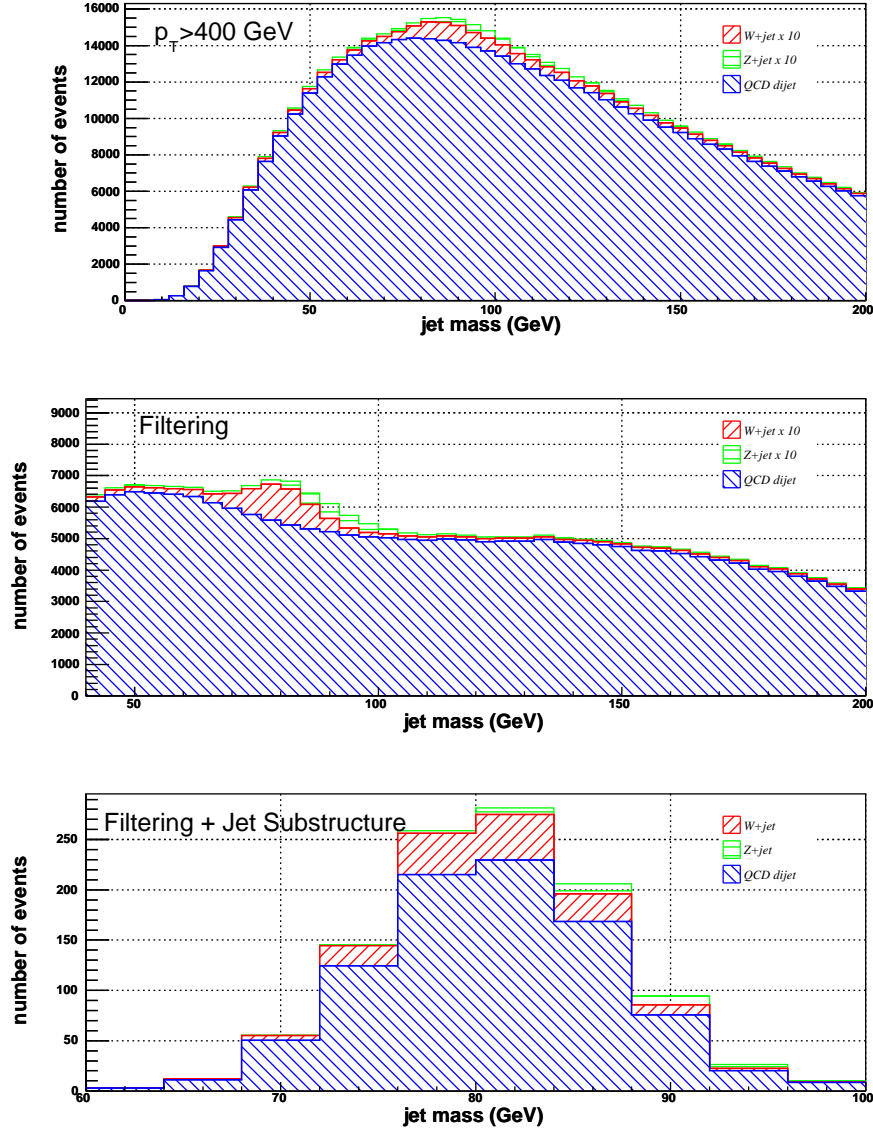 p_T>400 GeV
W+jet x 10
Z+jet x 10
QCD dijet
number of events
16000
14000
12000
10000
8000
6000
4000
2000
0
0 50 100 150 200
jet mass (GeV)
Filtering
W+jet x 10
Z+jet x 10
QCD dijet
number of events
9000
8000
7000
6000
5000
4000
3000
2000
1000
0
50 100 150 200
jet mass (GeV)
Filtering + Jet Substructure
W+jet
Z+jet
QCD dijet
number of events
250
200
150
100
50
0
60 70 80 90 100
jet mass (GeV)